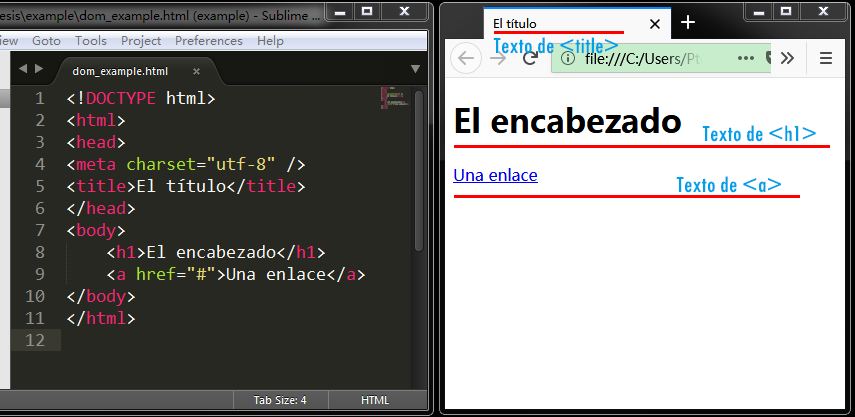 esis\example\dom_example.html (example) - Sublime ...
iew Goto Tools Project Preferences Help
dom_example.html
1 <!DOCTYPE html>
2 <html>
3 <head>
4 <meta charset="utf-8" />
5 <title>El título</title>
6 </head>
7 <body>
8 <h1>El encabezado</h1>
9 <a href="#">Una enlace</a>
10 </body>
11 </html>
12
Tab Size: 4 HTML
El título
Texto de <title>
file:///C:/Users/Pt
El encabezado
Texto de <h1>
Una enlace
Texto de <a>